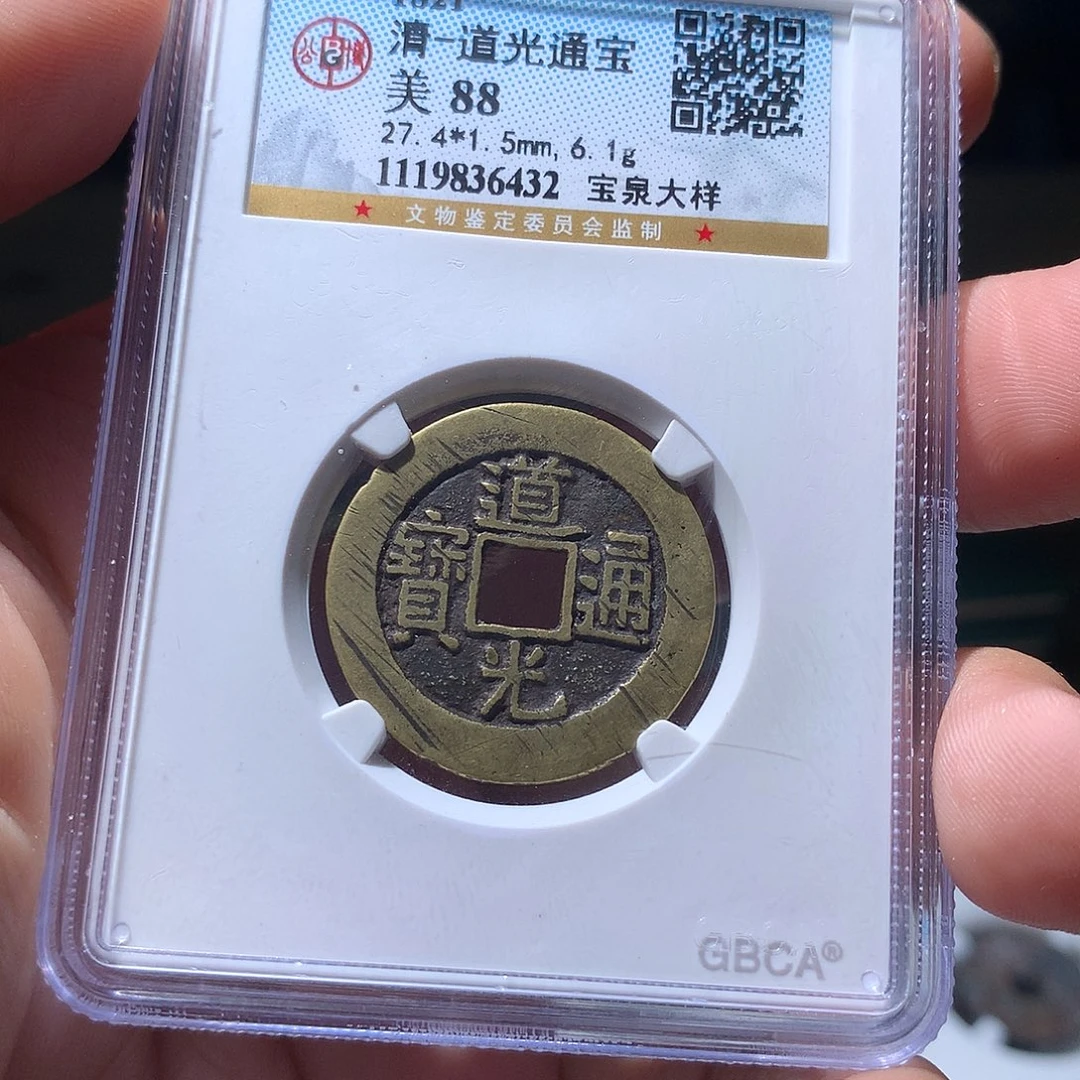 1821
清-道光通宝
美 88
27.4*1.5mm, 6.1g
1119836432 宝泉大样
★ 文物鉴定委员会监制 ★
道光通寶
GBCA®